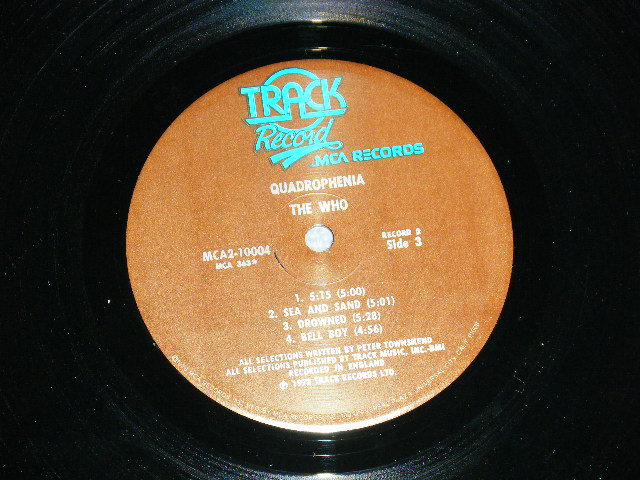 TRACK
Record
MCA RECORDS
QUADROPHENIA
THE WHO
MCA2-10004
MCA 363*
RECORD 2
Side 3
1. 5:15 (5:00)
2. SEA AND SAND (5:01)
3. DROWNED (5:28)
4. BELL BOY (4:56)
ALL SELECTIONS WRITTEN BY PETER TOWNSHEND
ALL SELECTIONS PUBLISHED BY TRACK MUSIC, INC.-BMI
RECORDED IN ENGLAND
℗ 1973 TRACK RECORDS LTD.